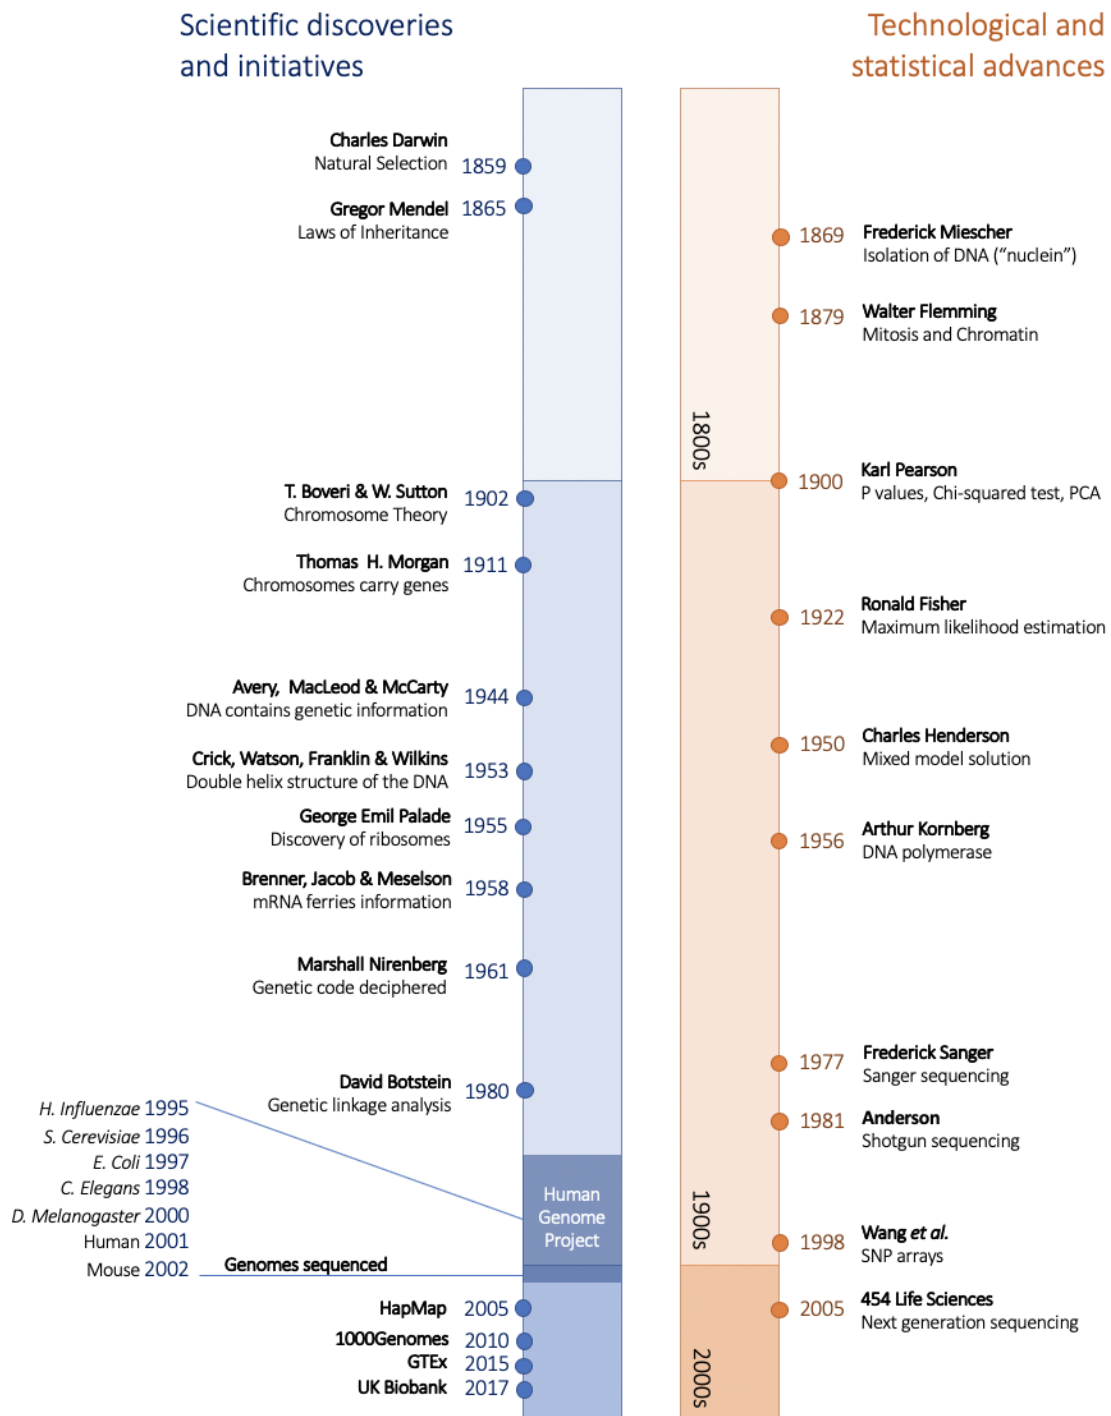 Scientific discoveries
and initiatives
Technological and
statistical advances
Charles Darwin
Natural Selection
1859
Gregor Mendel
Laws of Inheritance
1865
T. Boveri & W. Sutton
Chromosome Theory
1902
Thomas H. Morgan
Chromosomes carry genes
1911
Avery, MacLeod & McCarty
DNA contains genetic information
1944
Crick, Watson, Franklin & Wilkins
Double helix structure of the DNA
1953
George Emil Palade
Discovery of ribosomes
1955
Brenner, Jacob & Meselson
mRNA ferries information
1958
Marshall Nirenberg
Genetic code deciphered
1961
David Botstein
Genetic linkage analysis
1980
H. Influenzae 1995
S. Cerevisiae 1996
E. Coli 1997
C. Elegans 1998
D. Melanogaster 2000
Human 2001
Mouse 2002
Genomes sequenced
Human
Genome
Project
HapMap 2005
1000Genomes 2010
GTEx 2015
UK Biobank 2017
1800s
1900s
2000s
1869
Frederick Miescher
Isolation of DNA (“nuclein”)
1879
Walter Flemming
Mitosis and Chromatin
1900
Karl Pearson
P values, Chi-squared test, PCA
1922
Ronald Fisher
Maximum likelihood estimation
1950
Charles Henderson
Mixed model solution
1956
Arthur Kornberg
DNA polymerase
1977
Frederick Sanger
Sanger sequencing
1981
Anderson
Shotgun sequencing
1998
Wang et al.
SNP arrays
2005
454 Life Sciences
Next generation sequencing